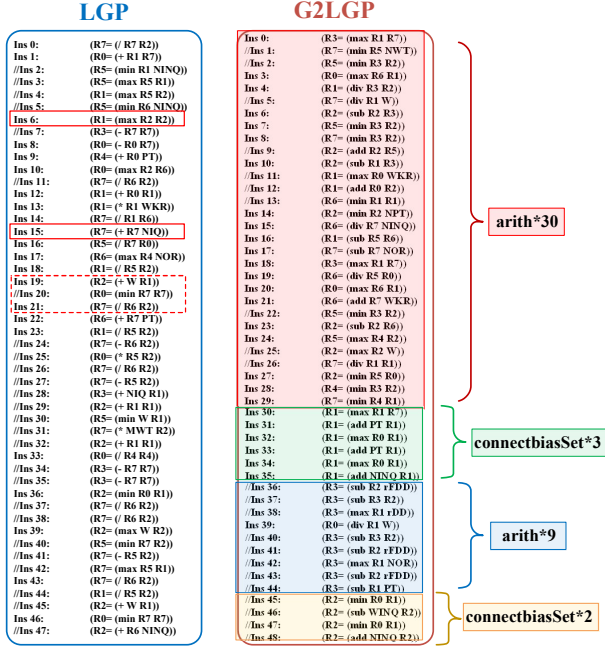 LGP
Ins 0: (R7= (/ R7 R2))
Ins 1: (R0= (+ R1 R7))
//Ins 2: (R5= (min R1 NINQ))
//Ins 3: (R5= (max R5 R1))
//Ins 4: (R1= (max R5 R2))
//Ins 5: (R5= (min R6 NINQ))
Ins 6: (R1= (max R2 R2))
//Ins 7: (R3= (- R7 R7))
Ins 8: (R0= (- R0 R7))
Ins 9: (R4= (+ R0 PT))
Ins 10: (R0= (max R2 R6))
//Ins 11: (R7= (/ R6 R2))
Ins 12: (R1= (+ R0 R1))
Ins 13: (R1= (* R1 WKR))
Ins 14: (R7= (/ R1 R6))
Ins 15: (R7= (+ R7 NIQ))
Ins 16: (R5= (/ R7 R0))
Ins 17: (R6= (max R4 NOR))
Ins 18: (R1= (/ R5 R2))
Ins 19: (R2= (+ W R1))
//Ins 20: (R0= (min R7 R7))
Ins 21: (R7= (/ R6 R2))
Ins 22: (R6= (+ R7 PT))
Ins 23: (R1= (/ R5 R2))
//Ins 24: (R7= (- R6 R2))
//Ins 25: (R0= (* R5 R2))
//Ins 26: (R7= (/ R6 R2))
//Ins 27: (R7= (- R5 R2))
//Ins 28: (R3= (+ NIQ R1))
//Ins 29: (R2= (+ R1 R1))
//Ins 30: (R5= (min W R1))
//Ins 31: (R7= (* MWT R2))
//Ins 32: (R2= (+ R1 R1))
Ins 33: (R0= (/ R4 R4))
//Ins 34: (R3= (- R7 R7))
//Ins 35: (R3= (- R7 R7))
Ins 36: (R2= (min R0 R1))
//Ins 37: (R7= (/ R6 R2))
//Ins 38: (R7= (/ R6 R2))
Ins 39: (R2= (max W R2))
//Ins 40: (R5= (min R7 R2))
//Ins 41: (R7= (- R5 R2))
//Ins 42: (R7= (max R5 R1))
Ins 43: (R7= (/ R6 R2))
//Ins 44: (R1= (/ R5 R2))
//Ins 45: (R2= (+ W R1))
Ins 46: (R0= (min R7 R7))
//Ins 47: (R2= (+ R6 NINQ))
G2LGP
Ins 0: (R3= (max R1 R7))
//Ins 1: (R7= (min R5 NWT))
//Ins 2: (R5= (min R3 R2))
Ins 3: (R0= (max R6 R1))
Ins 4: (R1= (div R3 R2))
//Ins 5: (R7= (div R1 W))
Ins 6: (R2= (sub R2 R3))
Ins 7: (R5= (min R3 R2))
Ins 8: (R7= (min R3 R2))
//Ins 9: (R2= (add R2 R5))
Ins 10: (R2= (sub R1 R3))
//Ins 11: (R1= (max R0 WKR))
//Ins 12: (R1= (add R0 R2))
//Ins 13: (R6= (min R1 R1))
Ins 14: (R2= (min R2 NPT))
Ins 15: (R6= (div R7 NINQ))
Ins 16: (R1= (sub R5 R6))
Ins 17: (R7= (sub R7 NOR))
Ins 18: (R3= (max R1 R7))
Ins 19: (R6= (div R5 R0))
Ins 20: (R0= (max R6 R1))
Ins 21: (R6= (add R7 WKR))
//Ins 22: (R5= (min R3 R2))
Ins 23: (R2= (sub R2 R6))
Ins 24: (R5= (max R4 R2))
//Ins 25: (R2= (max R2 W))
//Ins 26: (R7= (div R1 R1))
Ins 27: (R2= (min R5 R0))
Ins 28: (R4= (min R3 R2))
Ins 29: (R7= (min R4 R1))
Ins 30: (R1= (max R1 R7))
Ins 31: (R1= (add PT R1))
Ins 32: (R1= (max R0 R1))
Ins 33: (R1= (add PT R1))
Ins 34: (R1= (max R0 R1))
Ins 35: (R1= (add NINQ R1))
//Ins 36: (R3= (sub R2 rFDD))
//Ins 37: (R3= (sub R3 R2))
//Ins 38: (R3= (max R1 rDD))
Ins 39: (R0= (div R1 W))
//Ins 40: (R3= (sub R3 R2))
//Ins 41: (R3= (sub R2 rFDD))
//Ins 42: (R3= (max R1 NOR))
//Ins 43: (R3= (sub R2 rFDD))
//Ins 44: (R3= (sub R1 PT))
//Ins 45: (R2= (min R0 R1))
//Ins 46: (R2= (sub WINQ R2))
//Ins 47: (R2= (min R0 R1))
//Ins 48: (R2= (add NINQ R2))
arith*30
connectbiasSet*3
arith*9
connectbiasSet*2